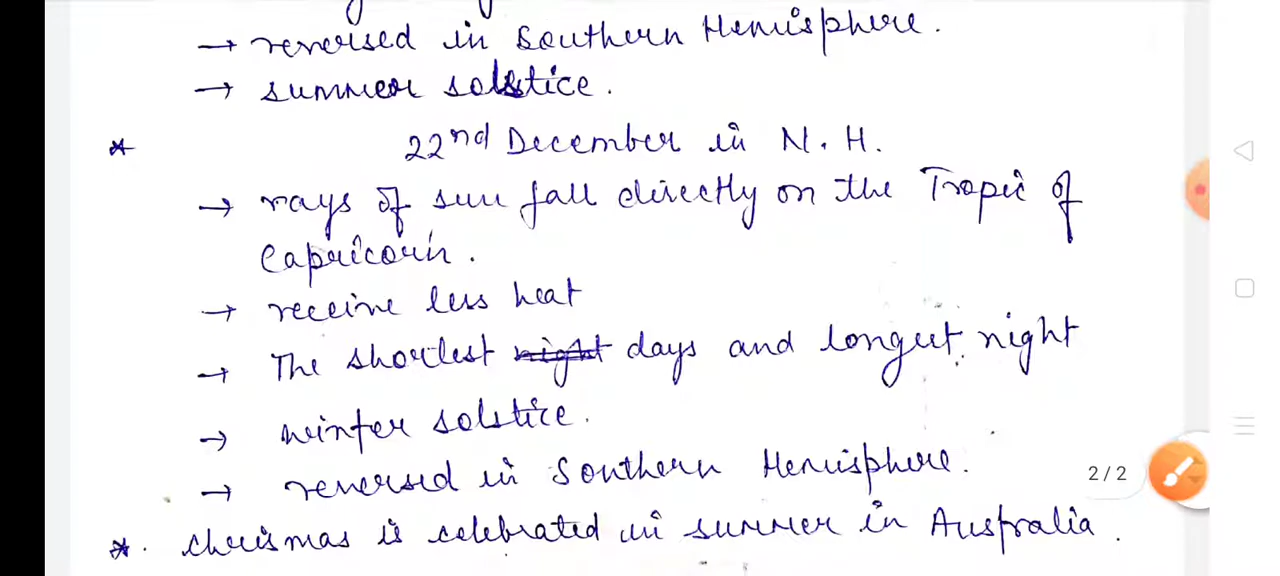 → reversed in Southern Hemisphere.
→ summer solstice.
* 22nd December in N.H.
→ rays of sun fall directly on the Tropic of
Capricorn.
→ receive less heat
→ The shortest night days and longest night
→ winter solstice.
→ reversed in Southern Hemisphere.
2/2
*. Chrismas is celebrated in summer in Australia.